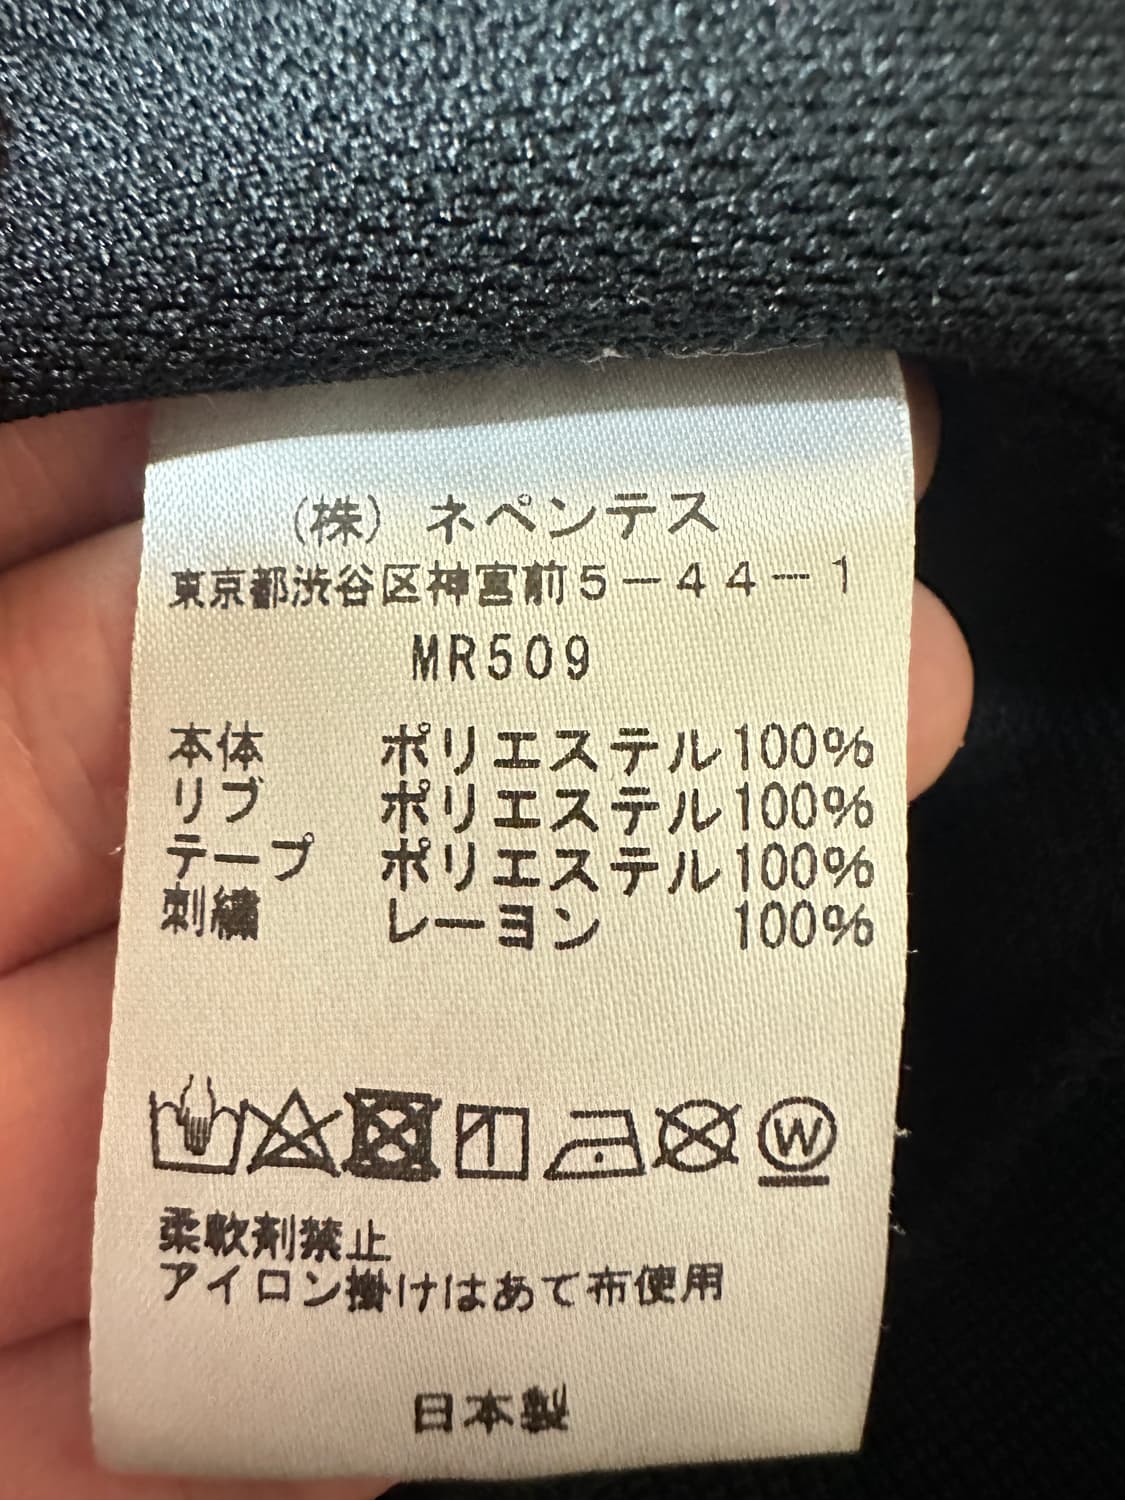 (株) ネペンテス
東京都渋谷区神宮前5-44-1
MR509
本体 ポリエステル100%
リブ ポリエステル100%
テープ ポリエステル100%
刺繍 レーヨン 100%
W
柔軟剤禁止
アイロン掛けはあて布使用
日本製